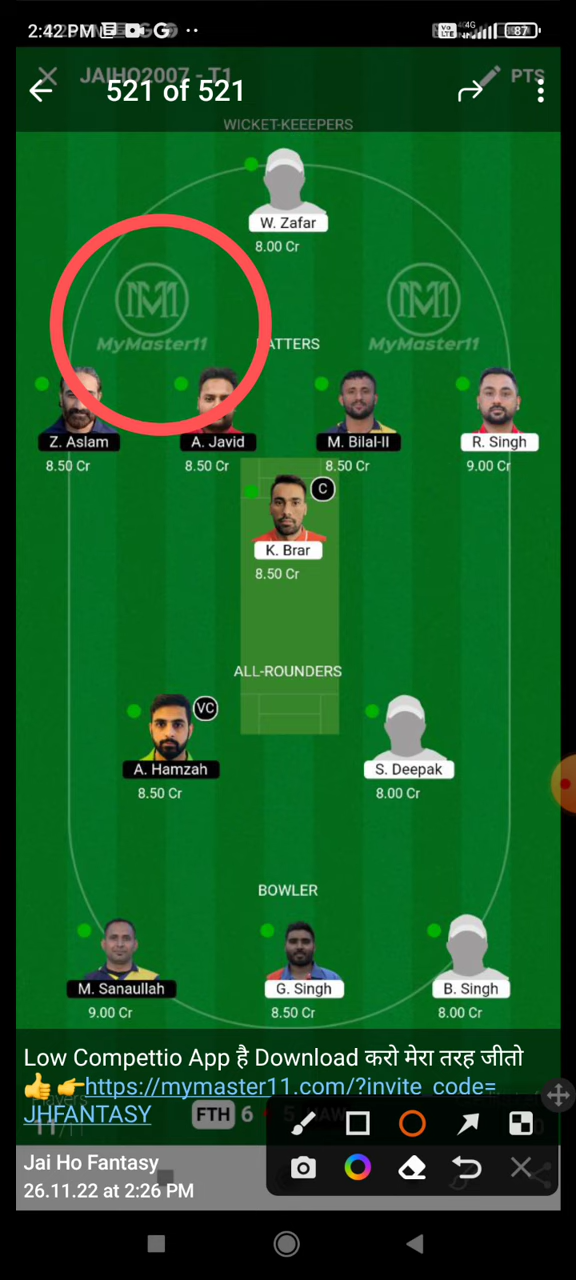 2:42 PM
87
JAIHO2007 - T1
PTS
521 of 521
WICKET-KEEEPERS
W. Zafar
8.00 Cr
MyMaster11 MyMaster11
BATTERS
Z. Aslam A. Javid M. Bilal-II R. Singh
8.50 Cr 8.50 Cr 8.50 Cr 9.00 Cr
C
K. Brar
8.50 Cr
ALL-ROUNDERS
VC
A. Hamzah S. Deepak
8.50 Cr 8.00 Cr
BOWLER
M. Sanaullah G. Singh B. Singh
9.00 Cr 8.50 Cr 8.00 Cr
Low Compettio App है Download करो मेरा तरह जीतो
👍👉https://mymaster11.com/?invite_code=
JHFANTASY
FTH 6
Jai Ho Fantasy
26.11.22 at 2:26 PM